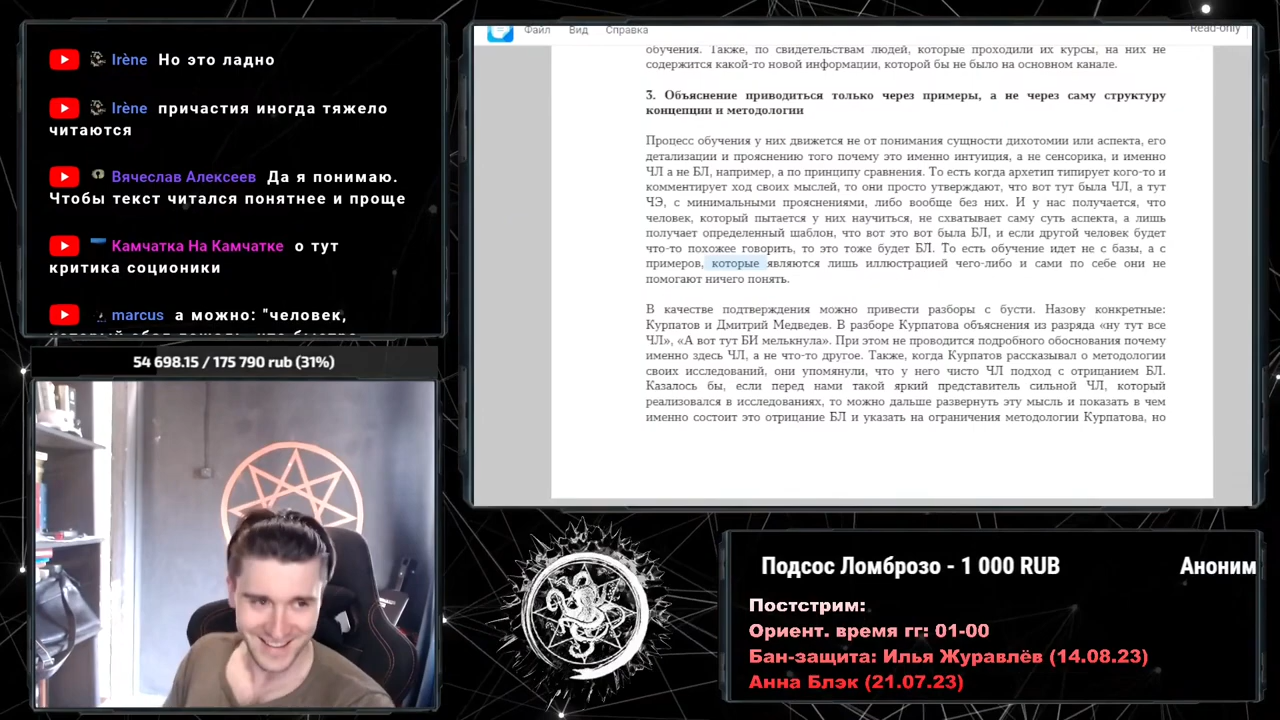 Irène Но это ладно
Irène причастия иногда тяжело
читаются
Вячеслав Алексеев Да я понимаю.
Чтобы текст читался понятнее и проще
Камчатка На Камчатке о тут
критика соционики
marcus а можно: "человек,
54 698.15 / 175 790 rub (31%)
Файл Вид Справка
Read-only
обучения. Также, по свидетельствам людей, которые проходили их курсы, на них не
содержится какой-то новой информации, которой бы не было на основном канале.
3. Объяснение приводиться только через примеры, а не через саму структуру
концепции и методологии
Процесс обучения у них движется не от понимания сущности дихотомии или аспекта, его
детализации и прояснению того почему это именно интуиция, а не сенсорика, и именно
ЧЛ а не БЛ, например, а по принципу сравнения. То есть когда архетип типирует кого-то и
комментирует ход своих мыслей, то они просто утверждают, что вот тут была ЧЛ, а тут
ЧЭ, с минимальными прояснениями, либо вообще без них. И у нас получается, что
человек, который пытается у них научиться, не схватывает саму суть аспекта, а лишь
получает определенный шаблон, что вот это вот была БЛ, и если другой человек будет
что-то похожее говорить, то это тоже будет БЛ. То есть обучение идет не с базы, а с
примеров, которые являются лишь иллюстрацией чего-либо и сами по себе они не
помогают ничего понять.
В качестве подтверждения можно привести разборы с бусти. Назову конкретные:
Курпатов и Дмитрий Медведев. В разборе Курпатова объяснения из разряда «ну тут все
ЧЛ», «А вот тут БИ мелькнула». При этом не проводится подробного обоснования почему
именно здесь ЧЛ, а не что-то другое. Также, когда Курпатов рассказывал о методологии
своих исследований, они упомянули, что у него чисто ЧЛ подход с отрицанием БЛ.
Казалось бы, если перед нами такой яркий представитель сильной ЧЛ, который
реализовался в исследованиях, то можно дальше развернуть эту мысль и показать в чем
именно состоит это отрицание БЛ и указать на ограничения методологии Курпатова, но
Подсос Ломброзо - 1 000 RUB Аноним
Постстрим:
Ориент. время гг: 01-00
Бан-защита: Илья Журавлёв (14.08.23)
Анна Блэк (21.07.23)